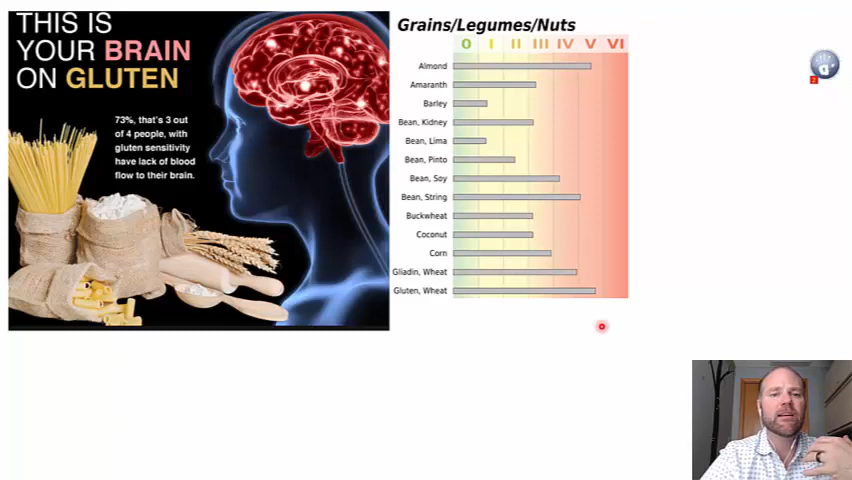 THIS IS
YOUR BRAIN
ON GLUTEN
73%, that's 3 out
of 4 people, with
gluten sensitivity
have lack of blood
flow to their brain.
Grains/Legumes/Nuts
0 I II III IV V VI
Almond
Amaranth
Barley
Bean, Kidney
Bean, Lima
Bean, Pinto
Bean, Soy
Bean, String
Buckwheat
Coconut
Corn
Gliadin, Wheat
Gluten, Wheat